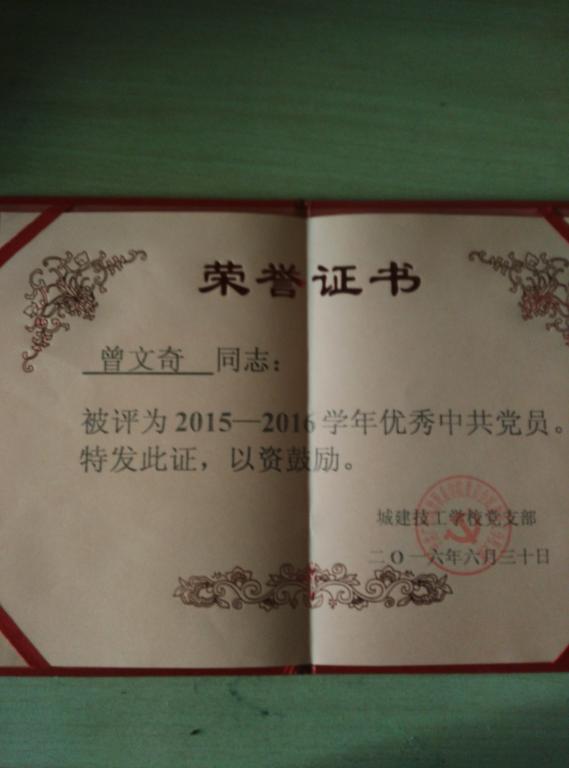 荣誉证书
曾文奇 同志：
被评为2015—2016学年优秀中共党员。
特发此证，以资鼓励。
城建技工学校党支部
二O一六年六月三十日